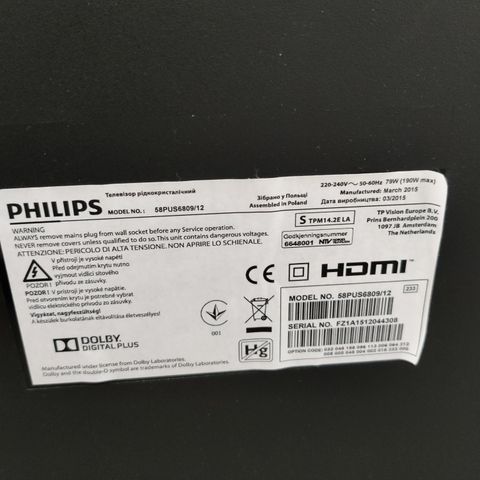 Телевізор рідкокристалічний
PHILIPS MODEL NO.: 58PUS6809/12
Зібрано у Польщі
Assembled in Poland
220-240V~ 50-60Hz 79W (190W max)
Manufactured: March 2015
Дата виробництва: 03/2015
WARNING
ALWAYS remove mains plug from wall socket before any Service operation.
NEVER remove covers unless qualified to do so. This unit contains dangerous voltages.
ATTENZIONE: PERICOLO DI ALTA TENSIONE. NON APRIRE LO SCHIENALE.
S TPM14.2E LA
Godkjenningsnummer
6648001 NTV
TP Vision Europe B.V.
Prins Bernhardplein 200
1097 JB Amsterdam
The Netherlands
V přístroji je vysoké napětí.
POZOR ! Před odejmutím krytu nutno
vyjmout vidlici síťového
přívodu ze zásuvky.
V prístroji je vysoké napätie.
POZOR ! Pred otvorením krytu je potrebné vybrať
vidlicu sieťového prívodu zo zásuvky.
Vigyázat, nagyfeszültség!
A készülék burkolatának eltávolítása életveszélyes.
001
CE
HDMI
233
MODEL NO. 58PUS6809/12
SERIAL NO. FZ1A1512044308
DOLBY
DIGITAL PLUS
Hg
Manufactured under license from Dolby Laboratories.
Dolby and the double-D symbol are trademarks of Dolby Laboratories.